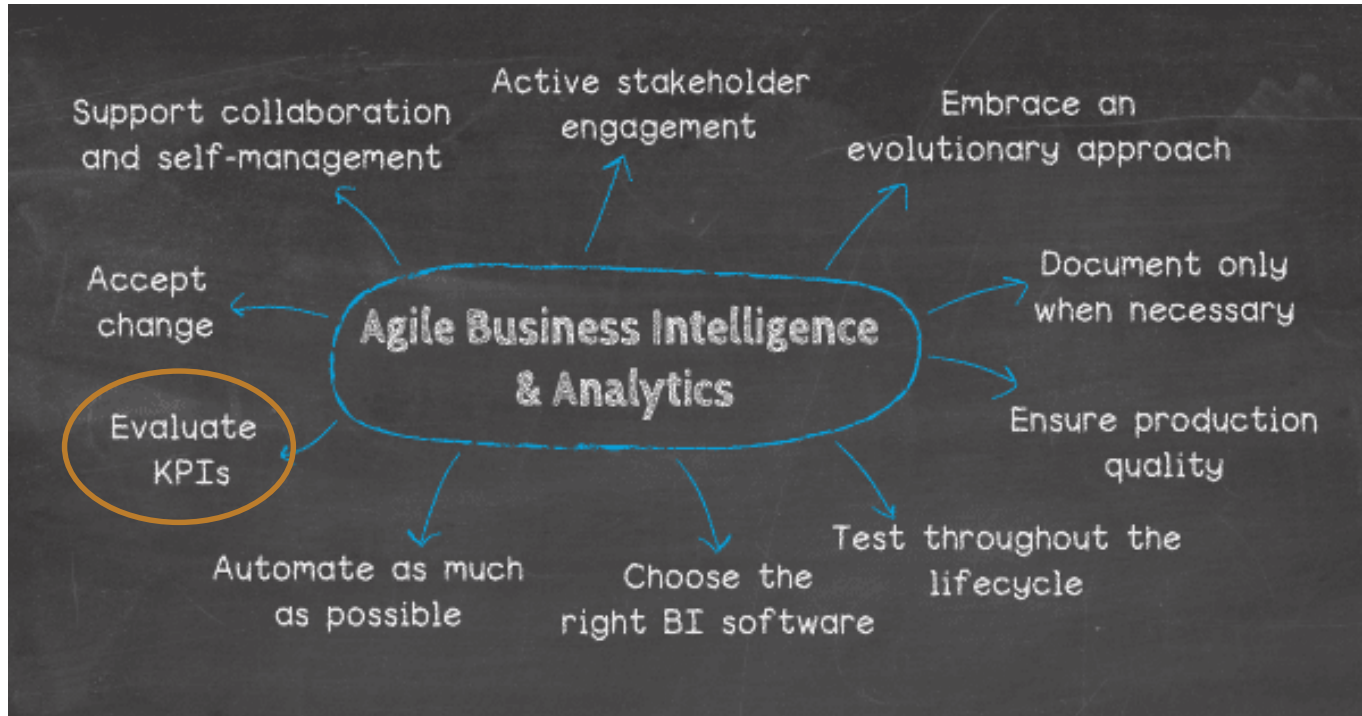 Support collaboration
and self-management
Active stakeholder
engagement
Embrace an
evolutionary approach
Accept
change
Agile Business Intelligence
& Analytics
Document only
when necessary
Evaluate
KPIs
Ensure production
quality
Automate as much
as possible
Choose the
right BI software
Test throughout the
lifecycle